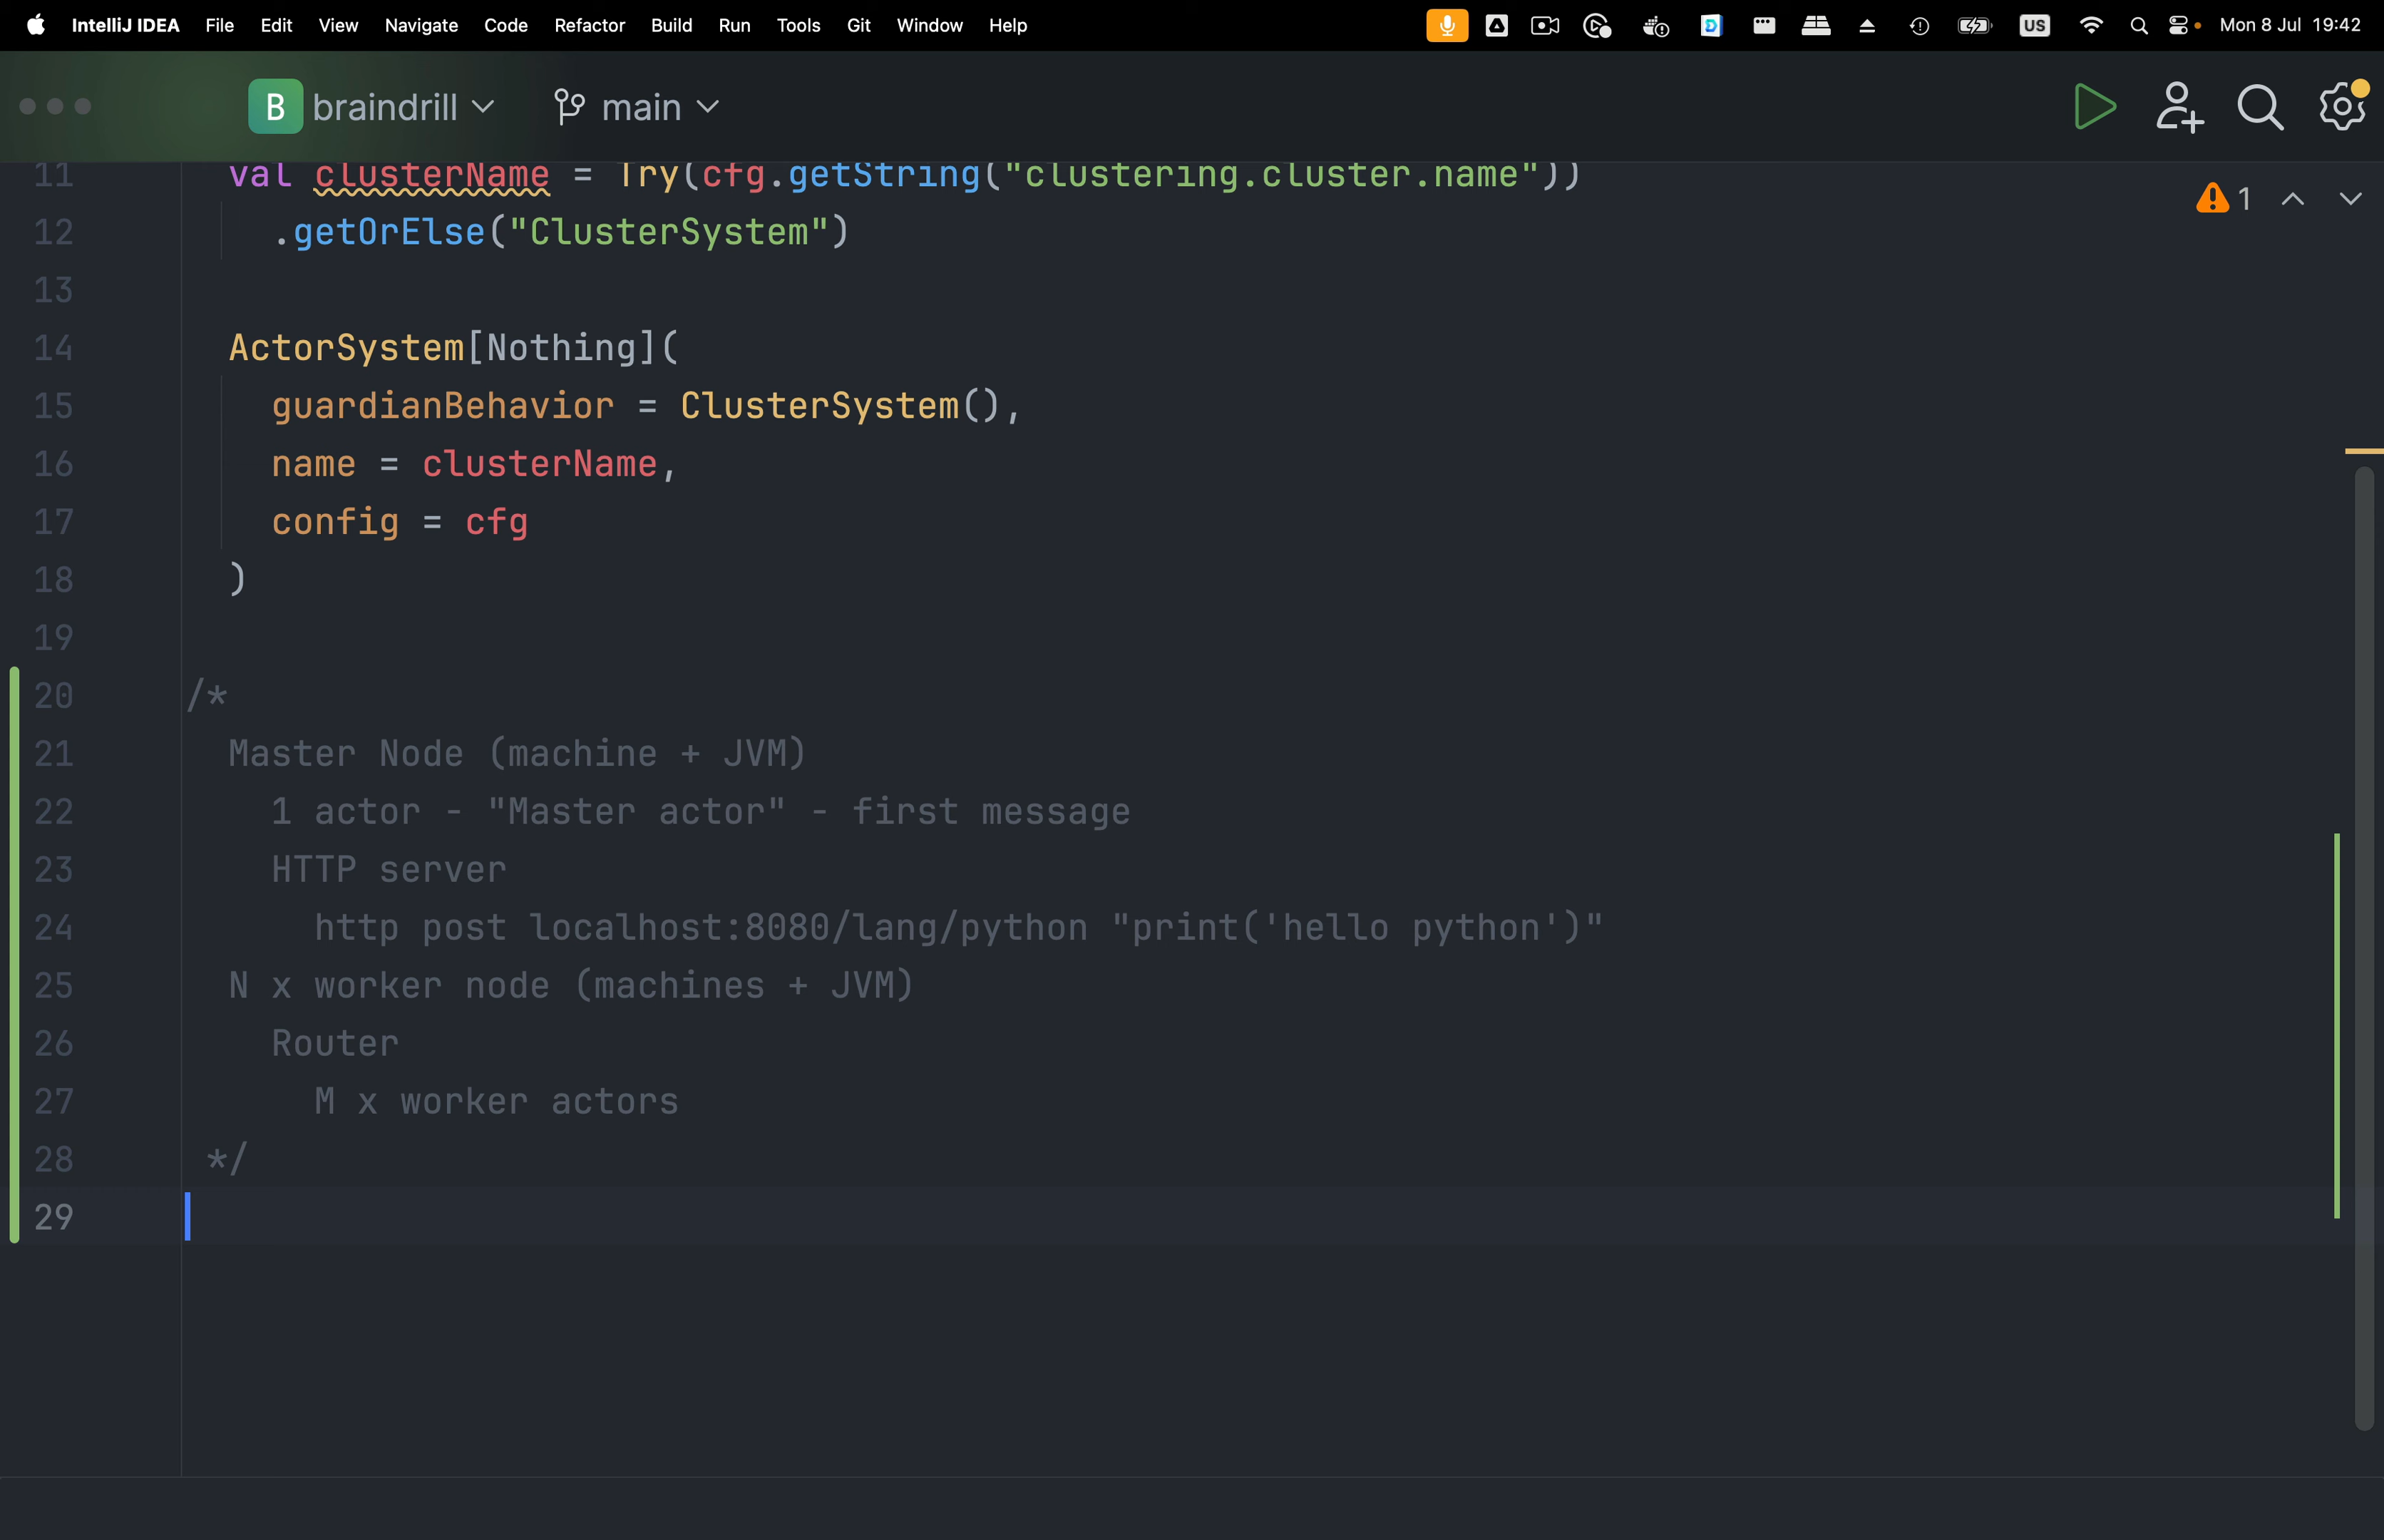 IntelliJ IDEA File Edit View Navigate Code Refactor Build Run Tools Git Window Help US Mon 8 Jul 19:42
B braindrill main
11 val clusterName = Try(cfg.getString("clustering.cluster.name"))
1
12 .getOrElse("ClusterSystem")
13
14 ActorSystem[Nothing](
15 guardianBehavior = ClusterSystem(),
16 name = clusterName,
17 config = cfg
18 )
19
20 /*
21 Master Node (machine + JVM)
22 1 actor - "Master actor" - first message
23 HTTP server
24 http post localhost:8080/lang/python "print('hello python')"
25 N x worker node (machines + JVM)
26 Router
27 M x worker actors
28 */
29